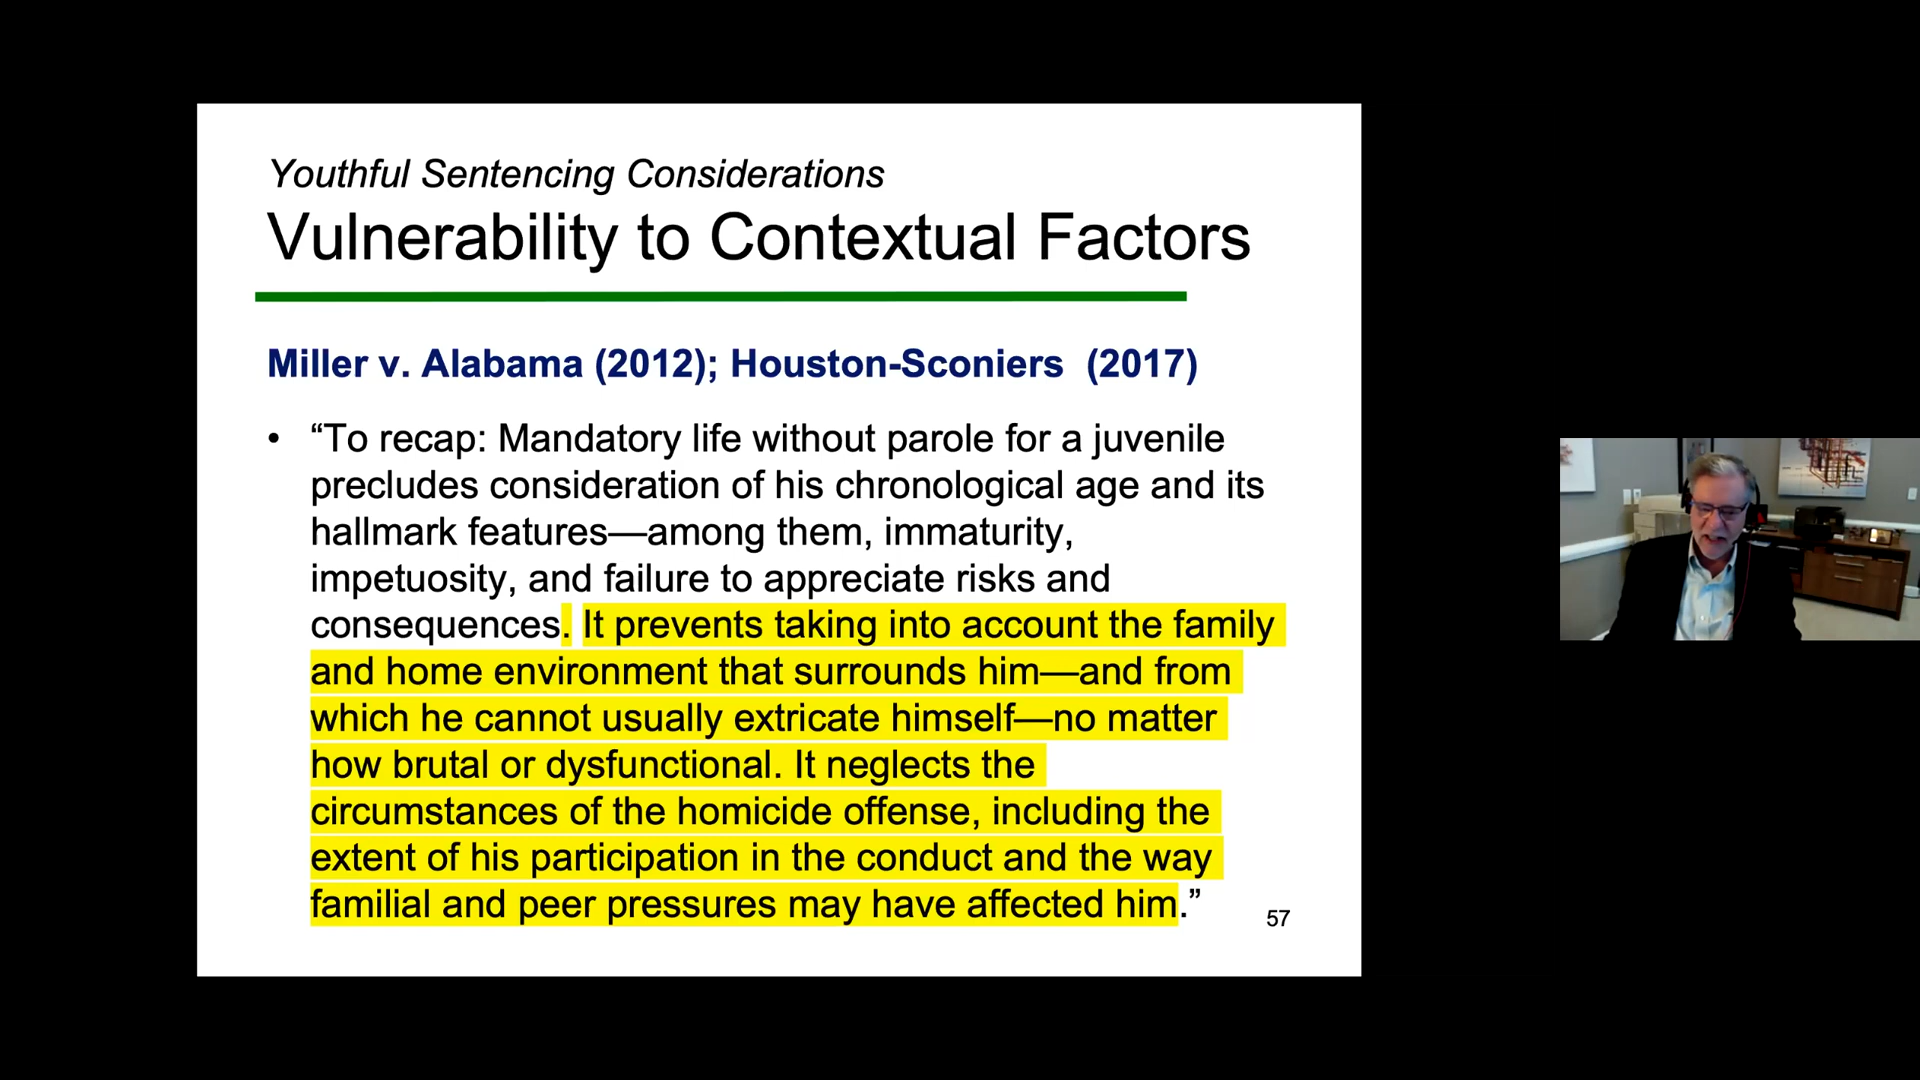 Youthful Sentencing Considerations
Vulnerability to Contextual Factors
Miller v. Alabama (2012); Houston-Sconiers  (2017)
• “To recap: Mandatory life without parole for a juvenile
precludes consideration of his chronological age and its
hallmark features—among them, immaturity,
impetuosity, and failure to appreciate risks and
consequences. It prevents taking into account the family
and home environment that surrounds him—and from
which he cannot usually extricate himself—no matter
how brutal or dysfunctional. It neglects the
circumstances of the homicide offense, including the
extent of his participation in the conduct and the way
familial and peer pressures may have affected him.”
57